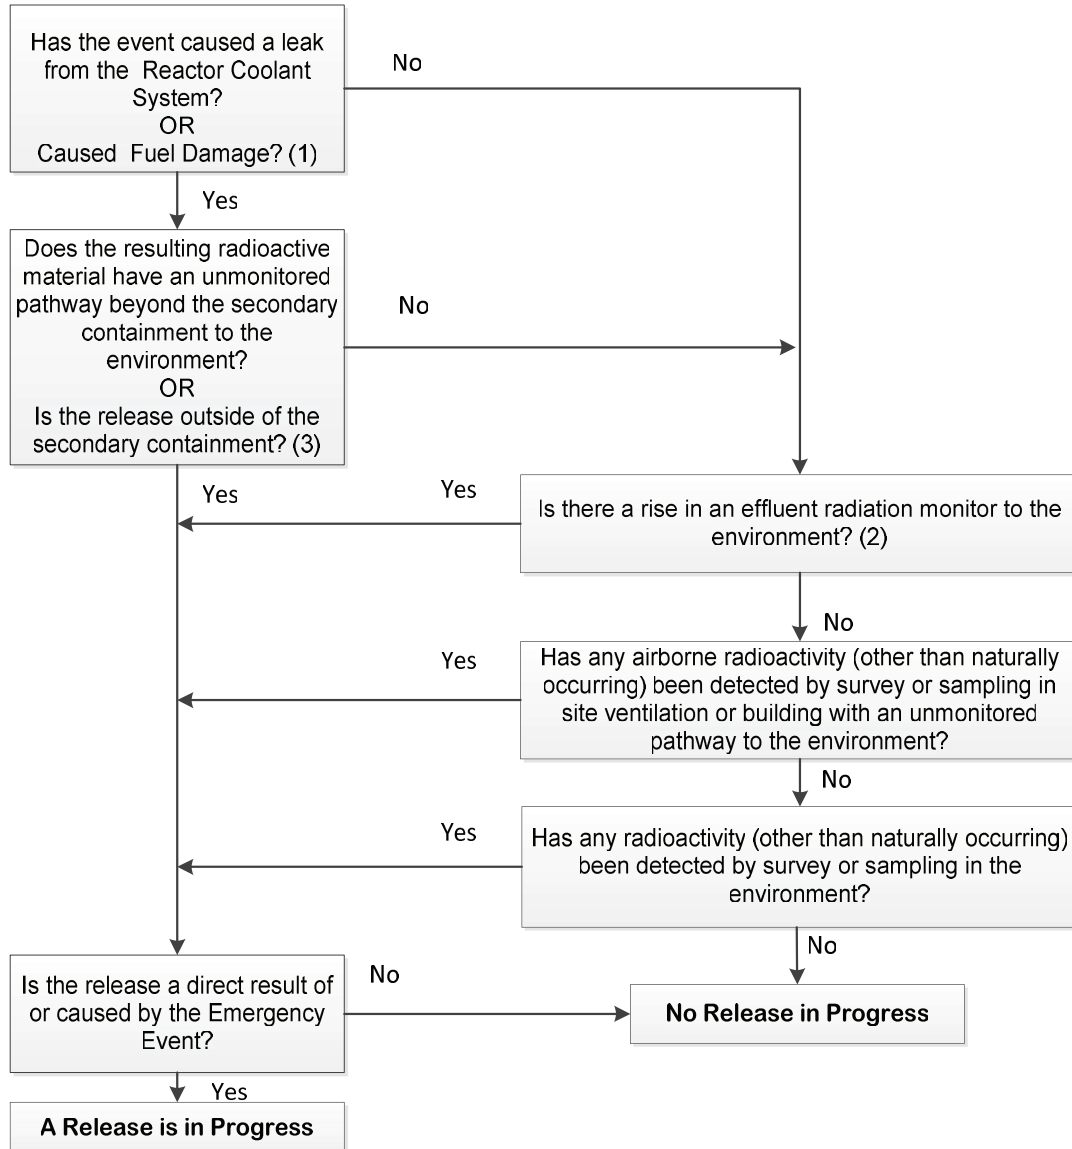 Has the event caused a leak
from the Reactor Coolant
System?
OR
Caused Fuel Damage? (1)
No
Yes
Does the resulting radioactive
material have an unmonitored
pathway beyond the secondary
containment to the
environment?
OR
Is the release outside of the
secondary containment? (3)
No
Yes
Yes
Is there a rise in an effluent radiation monitor to the
environment? (2)
No
Yes
Has any airborne radioactivity (other than naturally
occurring) been detected by survey or sampling in
site ventilation or building with an unmonitored
pathway to the environment?
No
Yes
Has any radioactivity (other than naturally occurring)
been detected by survey or sampling in the
environment?
No
Is the release a direct result of
or caused by the Emergency
Event?
No
No Release in Progress
Yes
A Release is in Progress